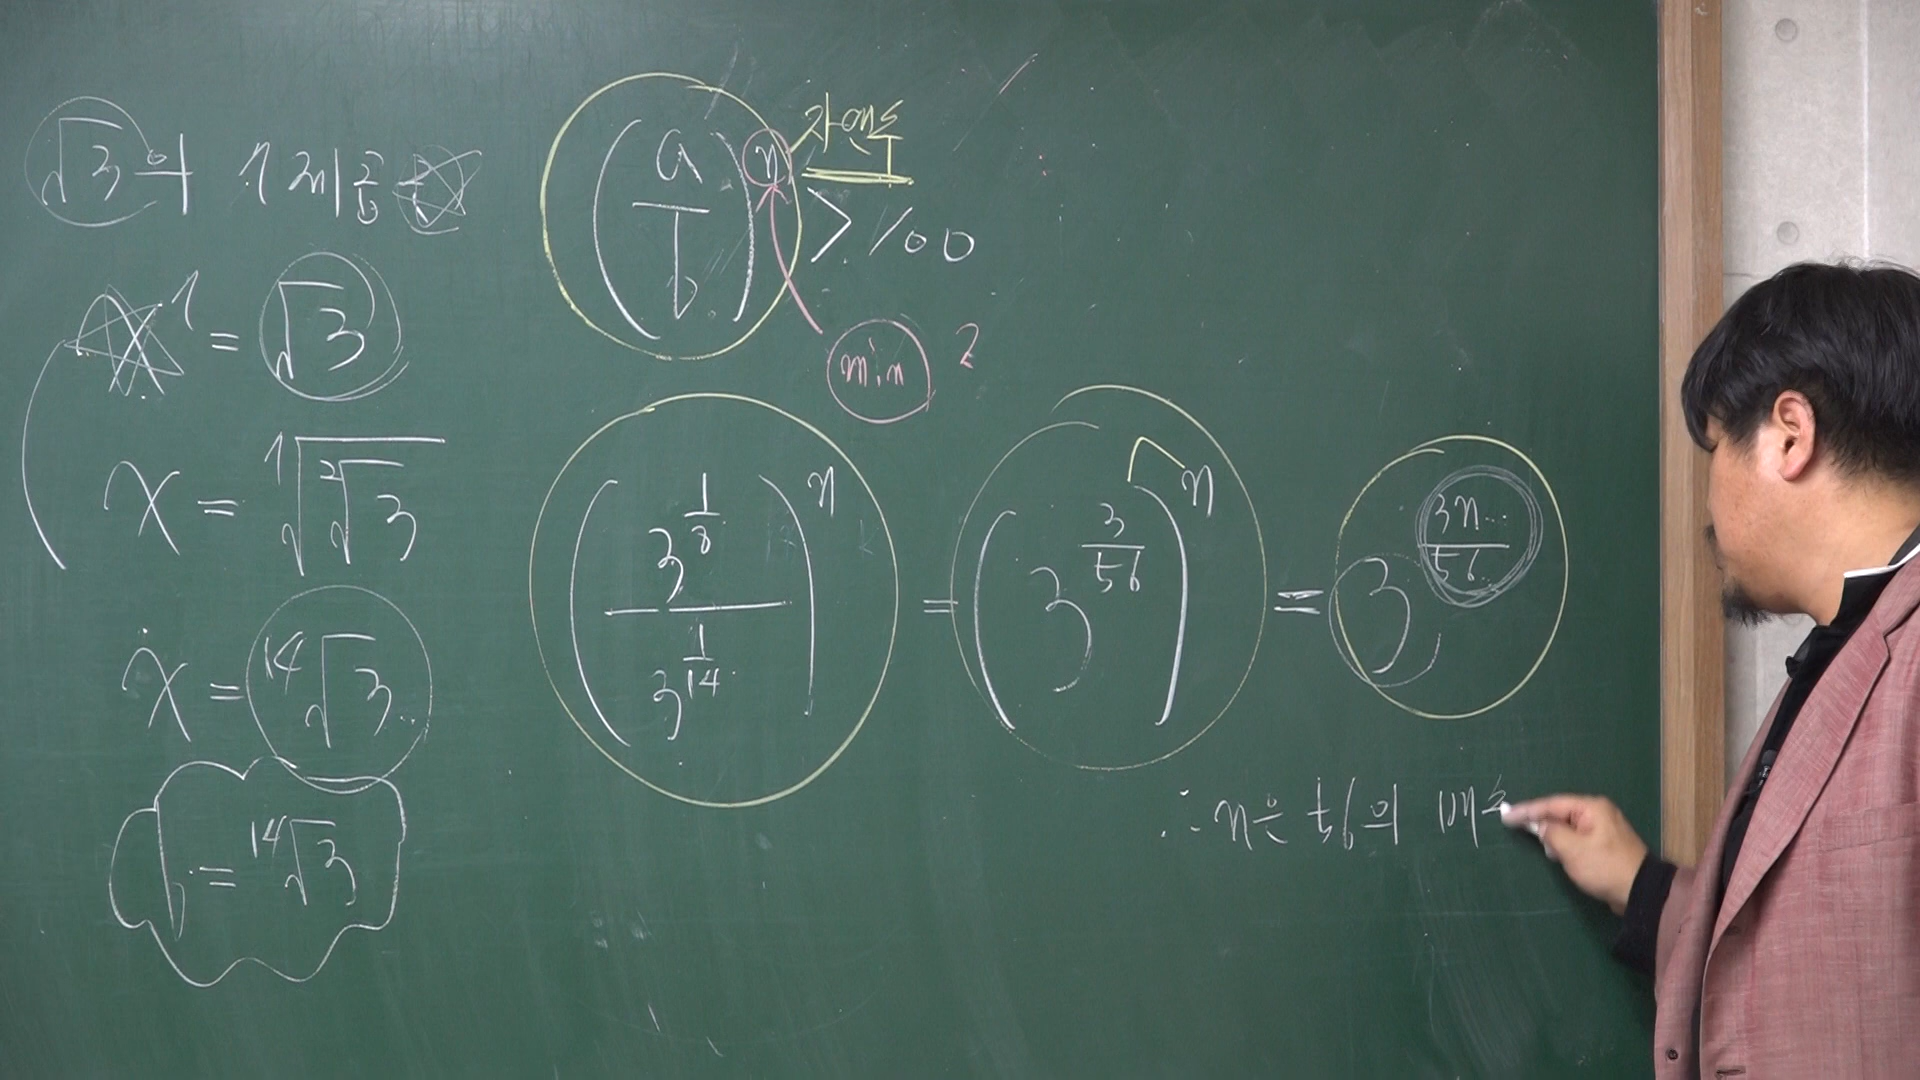 √3의 7제곱근
x⁷ = √3
x = ⁷√²√3
x = ¹⁴√3
b = ¹⁴√3
(a/b)ⁿ > 100
자연수
min ?
(3^(1/8) / 3^(1/14))ⁿ = (3^(3/56))ⁿ = 3^(3n/56)
∴ n은 56의 배수